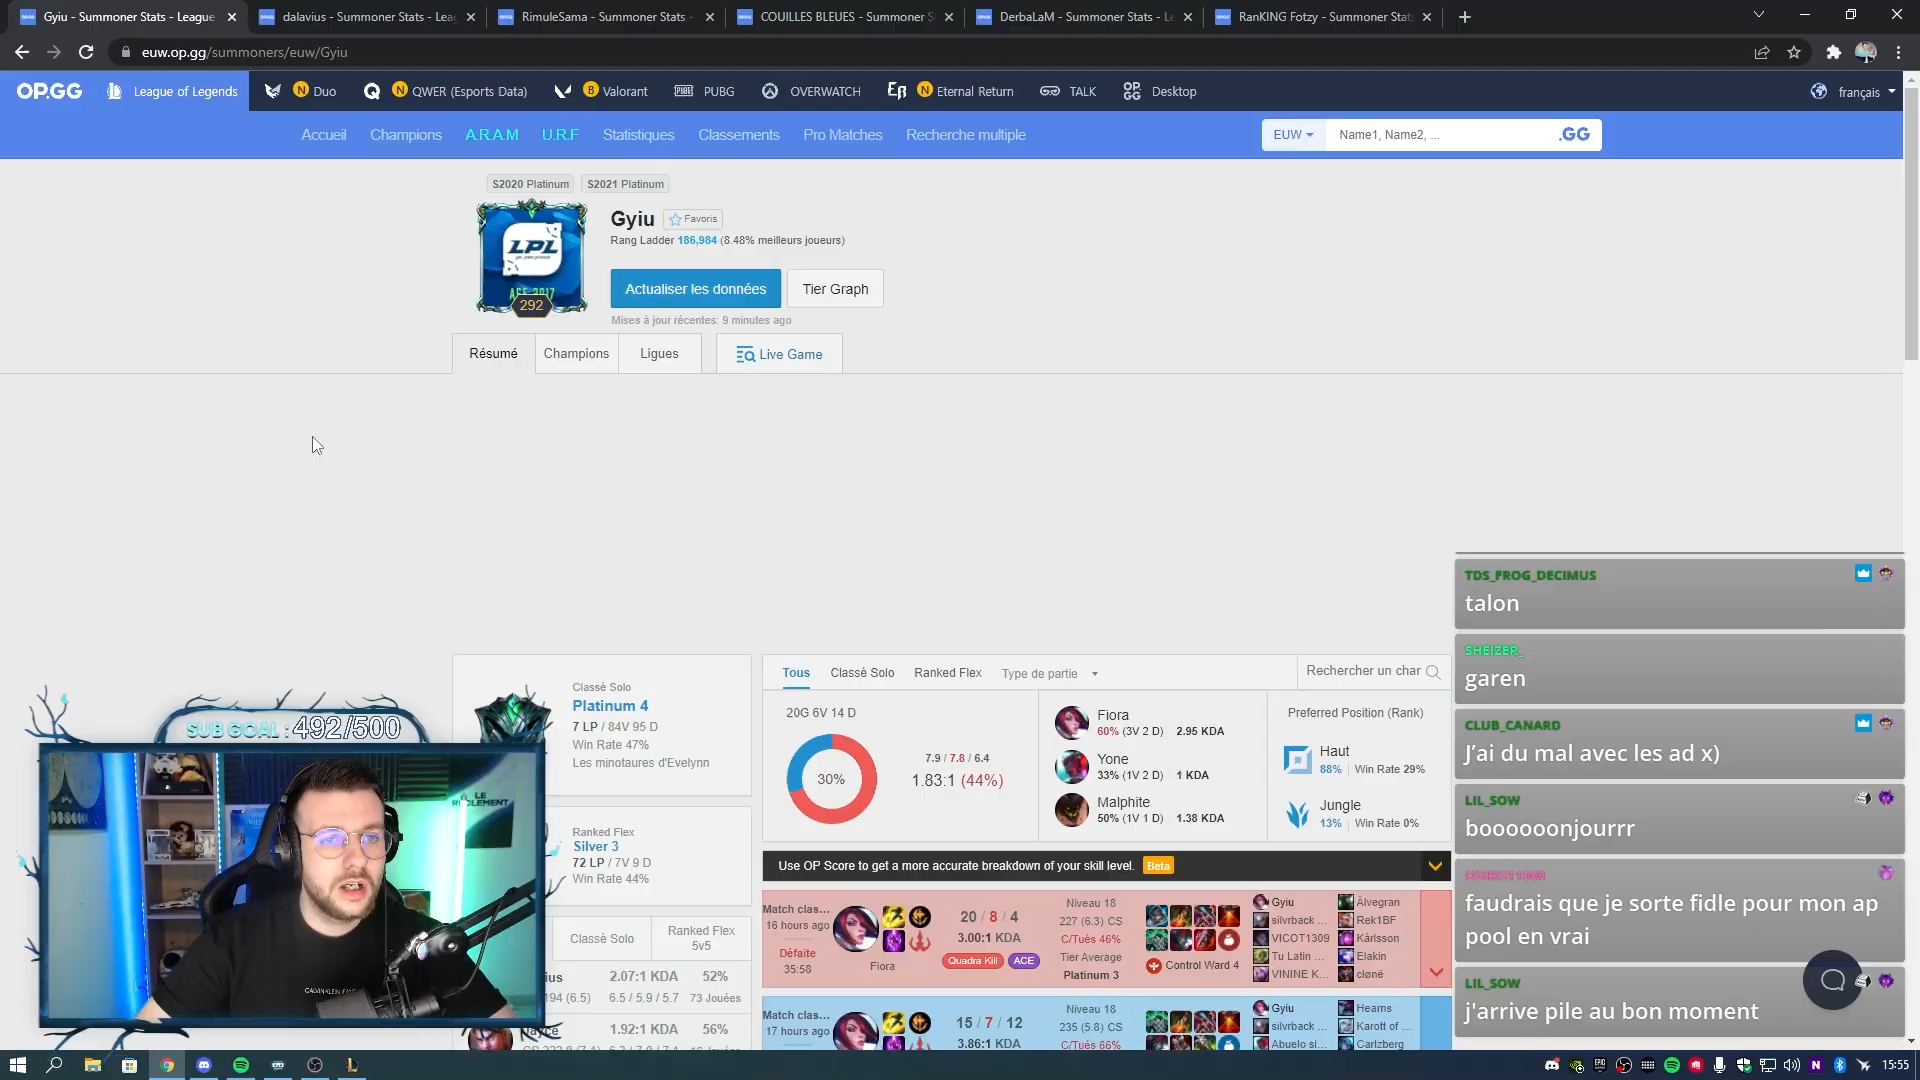 Gyiu - Summoner Stats - League
dalavius - Summoner Stats - Leag
RimuleSama - Summoner Stats -
COUILLES BLEUES - Summoner S
DerbaLaM - Summoner Stats - Le
RanKING Fotzy - Summoner Stats
euw.op.gg/summoners/euw/Gyiu
OP.GG
League of Legends
Duo
QWER (Esports Data)
Valorant
PUBG
OVERWATCH
Eternal Return
TALK
Desktop
français
Accueil
Champions
A.R.A.M
U.R.F
Statistiques
Classements
Pro Matches
Recherche multiple
EUW
Name1, Name2, ...
.GG
S2020 Platinum
S2021 Platinum
LPL
292
Gyiu
Favoris
Rang Ladder 186,984 (8.48% meilleurs joueurs)
Actualiser les données
Tier Graph
Mises à jour récentes: 9 minutes ago
Résumé
Champions
Ligues
Live Game
Classé Solo
Platinum 4
7 LP / 84V 95 D
Win Rate 47%
Les minotaures d'Evelynn
Ranked Flex
Silver 3
72 LP / 7V 9 D
Win Rate 44%
Classé Solo
Ranked Flex
5v5
ius
2.07:1 KDA
52%
194 (6.5)
6.5 / 5.9 / 5.7
73 Jouées
ayce
1.92:1 KDA
56%
Tous
Classé Solo
Ranked Flex
Type de partie
Rechercher un char
20G 6V 14 D
30%
7.9 / 7.8 / 6.4
1.83:1 (44%)
Fiora
60% (3V 2 D) 2.95 KDA
Yone
33% (1V 2 D) 1 KDA
Malphite
50% (1V 1 D) 1.38 KDA
Preferred Position (Rank)
Haut
88% | Win Rate 29%
Jungle
13% | Win Rate 0%
Use OP Score to get a more accurate breakdown of your skill level. Beta
Match clas...
16 hours ago
Défaite
35:58
Fiora
20 / 8 / 4
3.00:1 KDA
Quadra Kill
ACE
Niveau 18
227 (6.3) CS
C/Tués 46%
Tier Average
Platinum 3
Control Ward 4
Gyiu
silvrback ...
VICOT1309
Tu Latin ...
VININE K...
Älvegran
Rek1BF
Kàrlsson
Elakin
clønë
Match clas...
17 hours ago
15 / 7 / 12
3.86:1 KDA
Niveau 18
235 (5.8) CS
C/Tués 66%
Gyiu
silvrback ...
Abuelo si...
Hearns
Karott of ...
Carlzberg
TDS_FROG_DECIMUS
talon
SHEIZER_
garen
CLUB_CANARD
J'ai du mal avec les ad x)
LIL_SOW
boooooonjourrr
faudrais que je sorte fidle pour mon ap
pool en vrai
LIL_SOW
j'arrive pile au bon moment
SUB GOAL : 492/500
LE
RÈGLEMENT
15:55